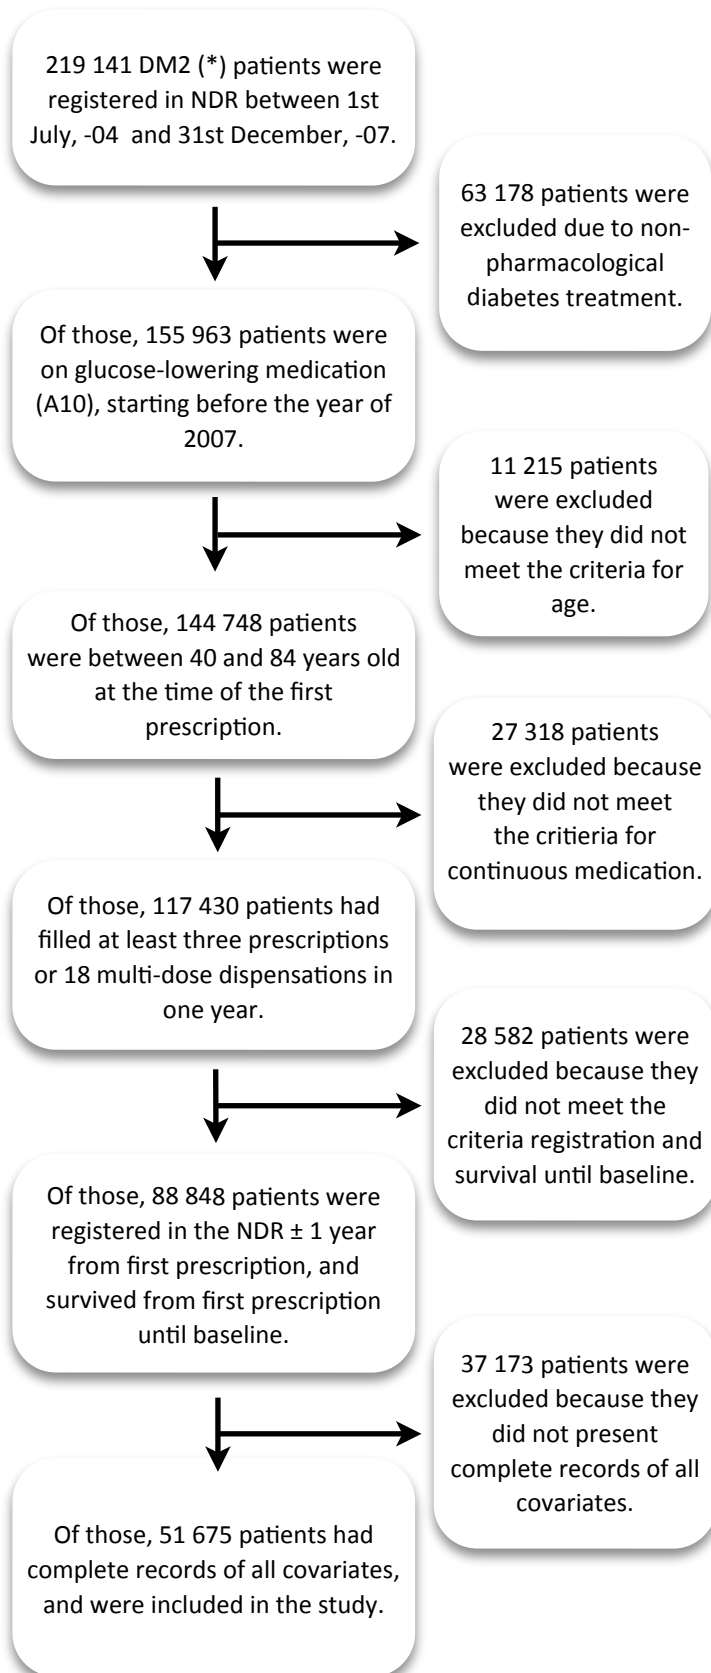 219 141 DM2 (*) patients were
registered in NDR between 1st
July, -04 and 31st December, -07.
63 178 patients were
excluded due to non-
pharmacological
diabetes treatment.
Of those, 155 963 patients were
on glucose-lowering medication
(A10), starting before the year of
2007.
11 215 patients
were excluded
because they did not
meet the criteria for
age.
Of those, 144 748 patients
were between 40 and 84 years old
at the time of the first
prescription.
27 318 patients
were excluded because
they did not meet
the critieria for
continuous medication.
Of those, 117 430 patients had
filled at least three prescriptions
or 18 multi-dose dispensations in
one year.
28 582 patients were
excluded because they
did not meet the
criteria registration and
survival until baseline.
Of those, 88 848 patients were
registered in the NDR ± 1 year
from first prescription, and
survived from first prescription
until baseline.
37 173 patients were
excluded because they
did not present
complete records of all
covariates.
Of those, 51 675 patients had
complete records of all covariates,
and were included in the study.